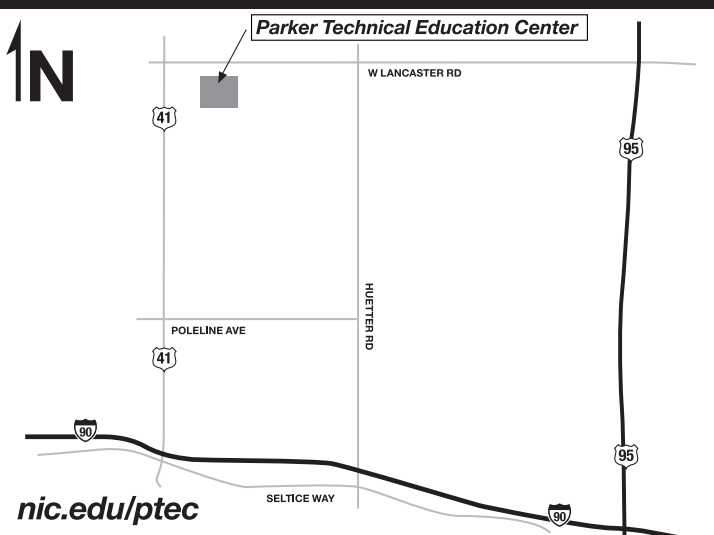 Parker Technical Education Center
N
W LANCASTER RD
41
95
HUETTER RD
POLELINE AVE
41
90
95
SELTICE WAY
nic.edu/ptec
90